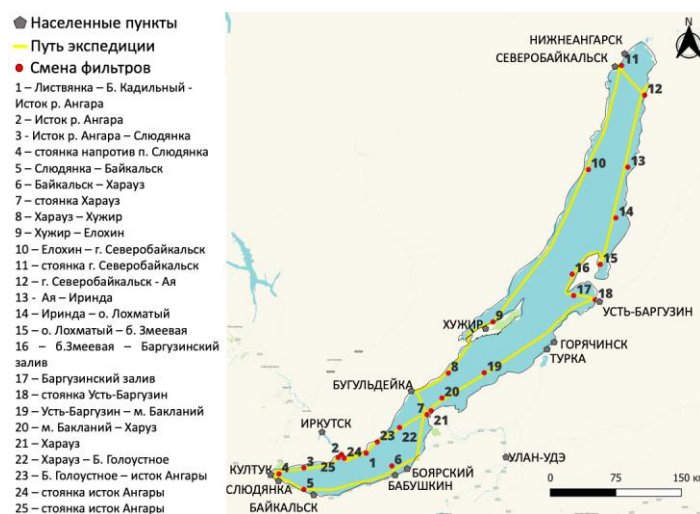 Населенные пункты
Путь экспедиции
Смена фильтров
1 – Листвянка – Б. Кадильный -
Исток р. Ангара
2 – Исток р. Ангара
3 - Исток р. Ангара – Слюдянка
4 – стоянка напротив п. Слюдянка
5 – Слюдянка – Байкальск
6 – Байкальск – Харауз
7 – стоянка Харауз
8 – Харауз – Хужир
9 – Хужир – Елохин
10 – Елохин – г. Северобайкальск
11 – стоянка г. Северобайкальск
12 – г. Северобайкальск - Ая
13 - Ая – Иринда
14 – Иринда – о. Лохматый
15 – о. Лохматый – б. Змеевая
16 – б.Змеевая – Баргузинский
залив
17 – Баргузинский залив
18 – стоянка Усть-Баргузин
19 – Усть-Баргузин – м. Бакланий
20 – м. Бакланий – Харуз
21 – Харауз
22 – Харауз – Б. Голоустное
23 – Б. Голоустное – исток Ангары
24 – стоянка исток Ангары
25 – стоянка исток Ангары
НИЖНЕАНГАРСК
СЕВЕРОБАЙКАЛЬСК
N
11
12
13
10
14
15
16
17
18
УСТЬ-БАРГУЗИН
ХУЖИР
9
ГОРЯЧИНСК
ТУРКА
8
19
БУГУЛЬДЕЙКА
20
7
21
ИРКУТСК
23
22
2
24
1
25
3
КУЛТУК
4
6
БОЯРСКИЙ
УЛАН-УДЭ
СЛЮДЯНКА
5
БАБУШКИН
БАЙКАЛЬСК
0 75 150 км